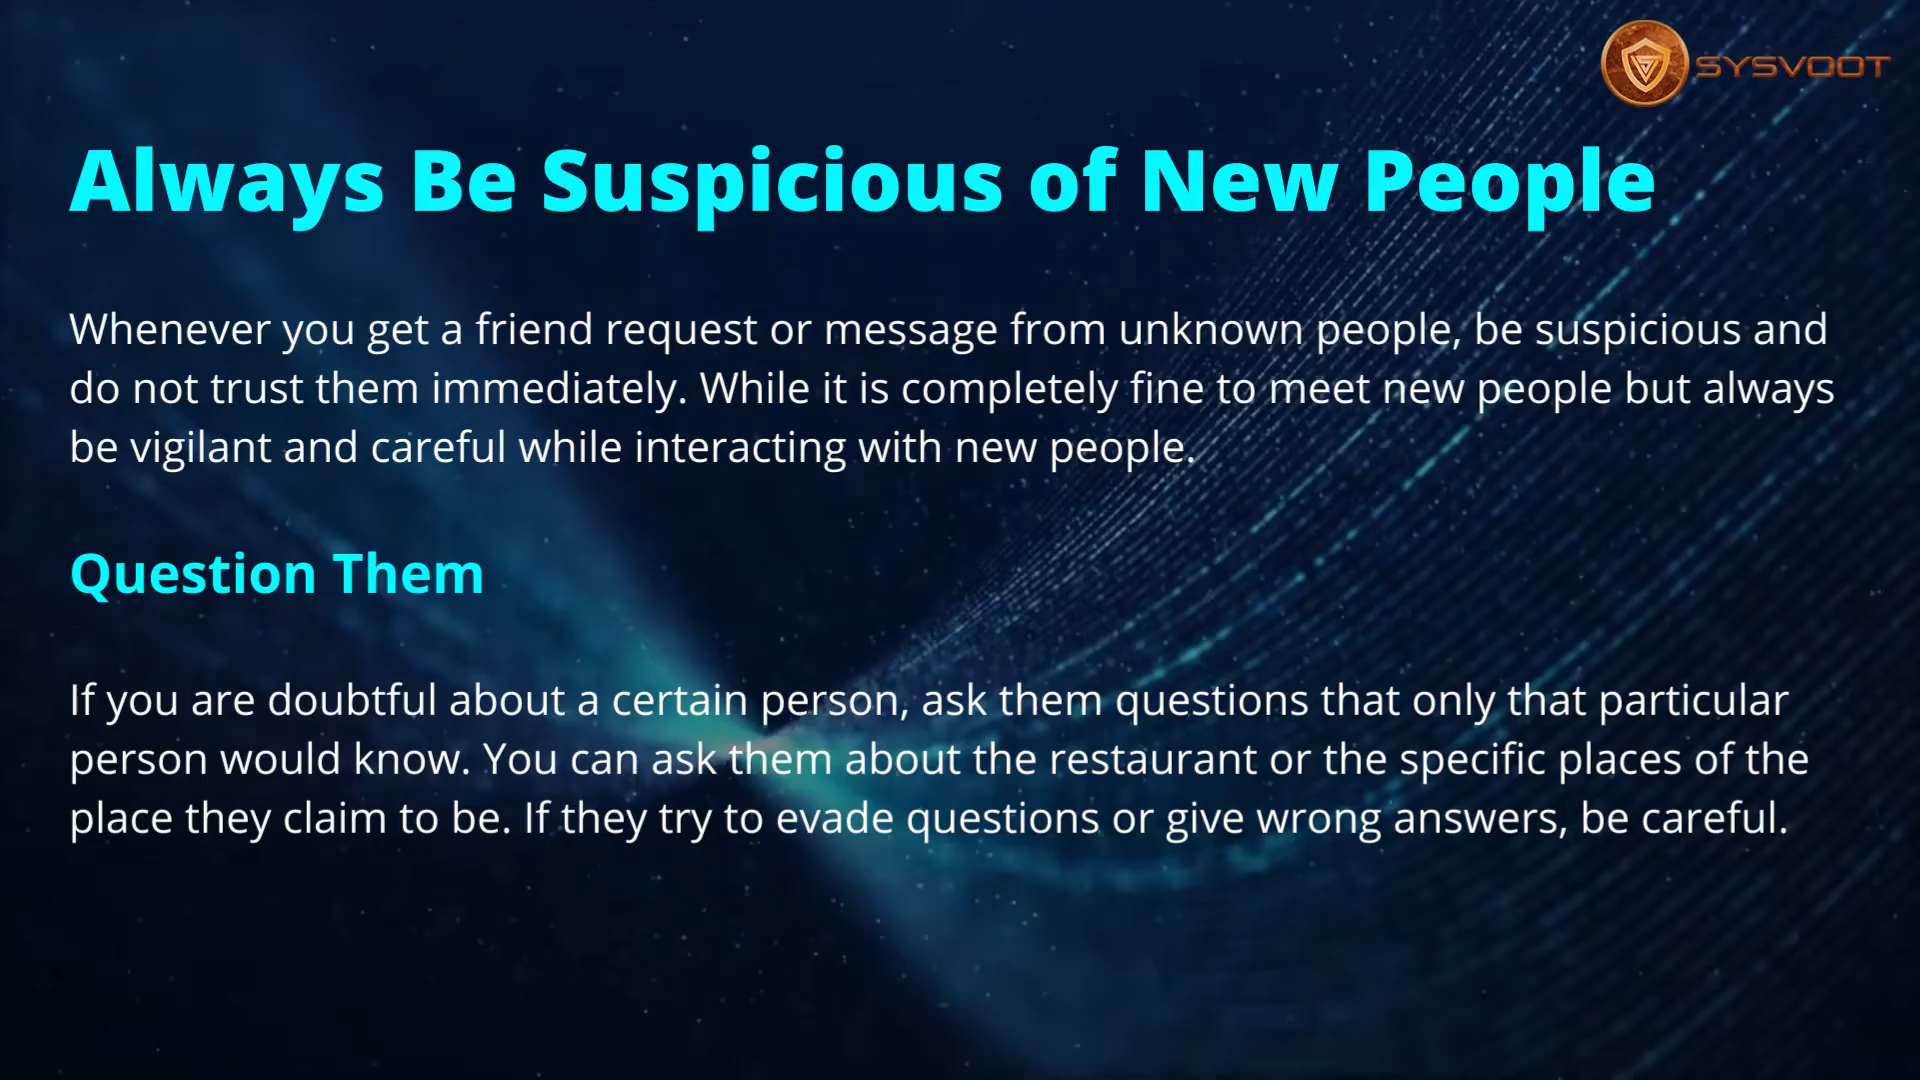 SYSVOOT
Always Be Suspicious of New People
Whenever you get a friend request or message from unknown people, be suspicious and
do not trust them immediately. While it is completely fine to meet new people but always
be vigilant and careful while interacting with new people.
Question Them
If you are doubtful about a certain person, ask them questions that only that particular
person would know. You can ask them about the restaurant or the specific places of the
place they claim to be. If they try to evade questions or give wrong answers, be careful.